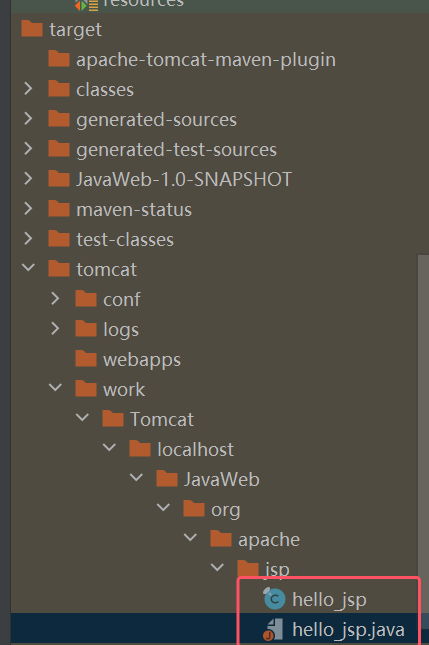 resources
target
apache-tomcat-maven-plugin
classes
generated-sources
generated-test-sources
JavaWeb-1.0-SNAPSHOT
maven-status
test-classes
tomcat
conf
logs
webapps
work
Tomcat
localhost
JavaWeb
org
apache
jsp
hello_jsp
hello_jsp.java